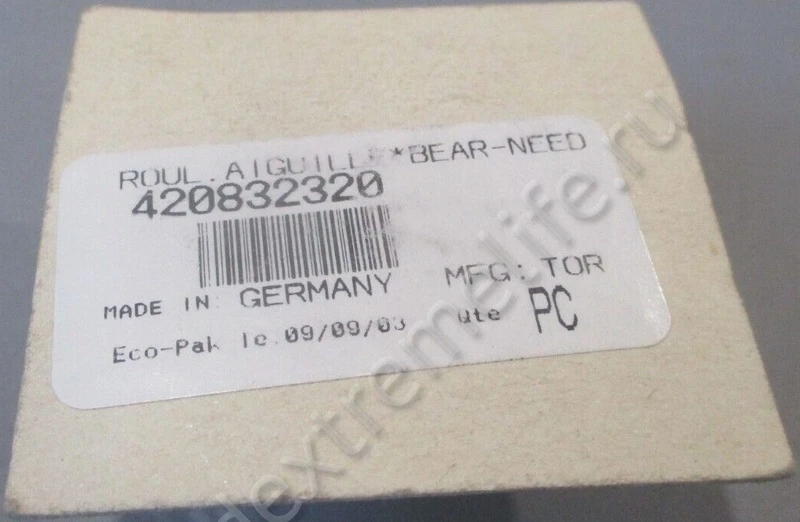 ROUL.AIGUILLE*BEAR-NEED
420832320
MADE IN: GERMANY
MFG: TOR
Eco-Pak le.09/09/03
Qte PC
extremelife.ru